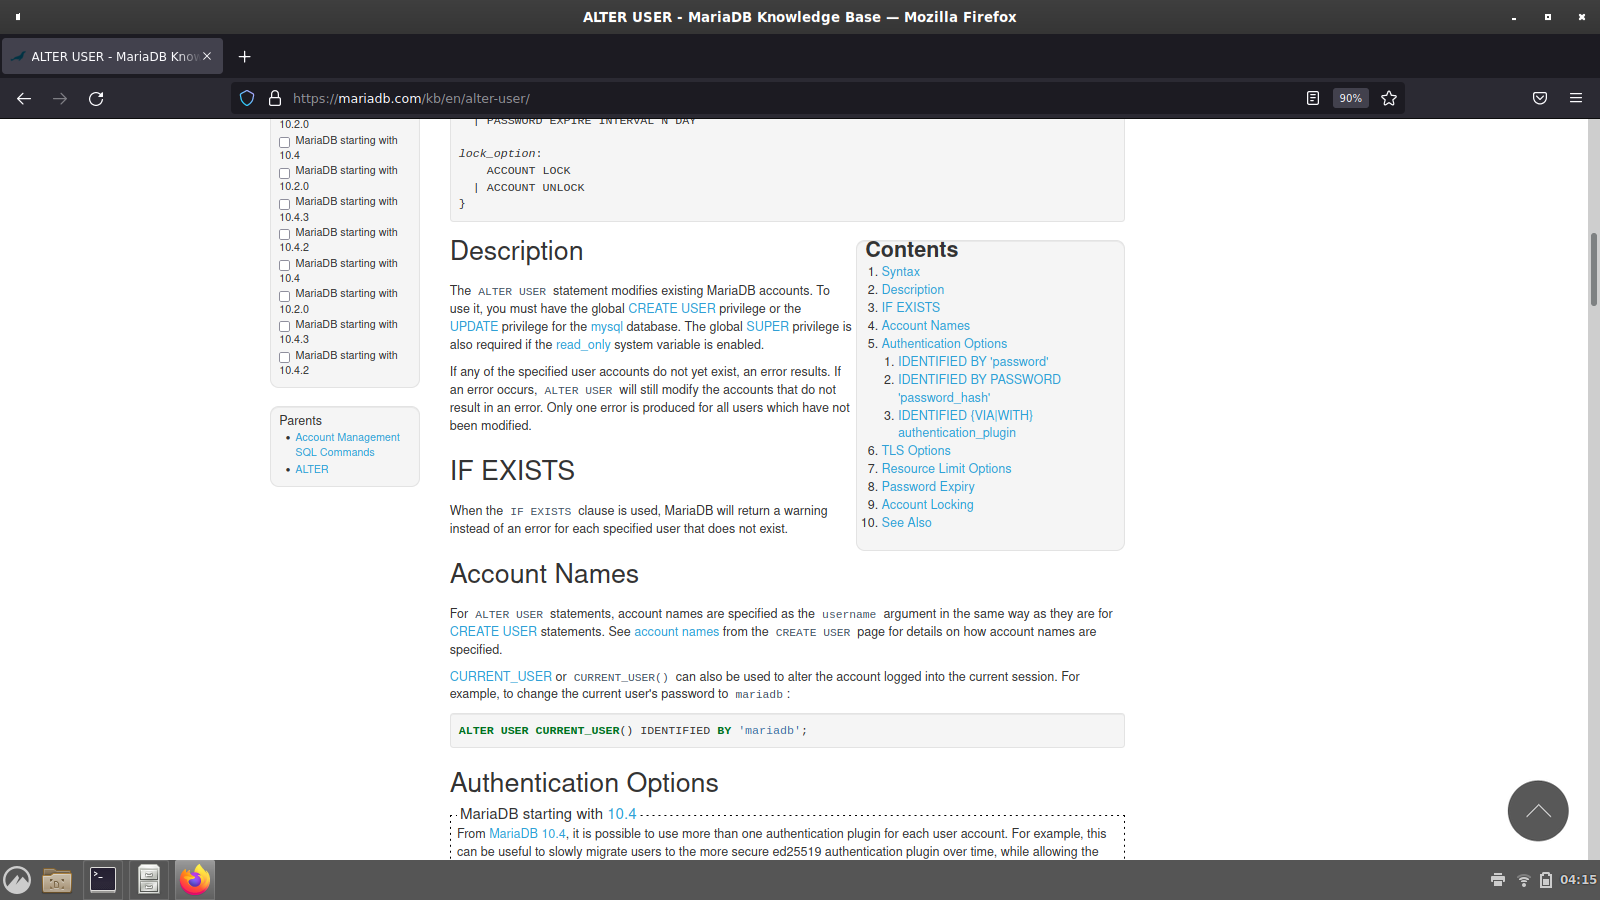 ALTER USER - MariaDB Knowledge Base — Mozilla Firefox
ALTER USER - MariaDB Know
https://mariadb.com/kb/en/alter-user/
90%
10.2.0
MariaDB starting with
10.4
MariaDB starting with
10.2.0
MariaDB starting with
10.4.3
MariaDB starting with
10.4.2
MariaDB starting with
10.4
MariaDB starting with
10.2.0
MariaDB starting with
10.4.3
MariaDB starting with
10.4.2
Parents
Account Management
SQL Commands
ALTER
| PASSWORD EXPIRE INTERVAL N DAY
lock_option:
ACCOUNT LOCK
| ACCOUNT UNLOCK
}
Description
The ALTER USER statement modifies existing MariaDB accounts. To
use it, you must have the global CREATE USER privilege or the
UPDATE privilege for the mysql database. The global SUPER privilege is
also required if the read_only system variable is enabled.
If any of the specified user accounts do not yet exist, an error results. If
an error occurs, ALTER USER will still modify the accounts that do not
result in an error. Only one error is produced for all users which have not
been modified.
IF EXISTS
When the IF EXISTS clause is used, MariaDB will return a warning
instead of an error for each specified user that does not exist.
Contents
1. Syntax
2. Description
3. IF EXISTS
4. Account Names
5. Authentication Options
1. IDENTIFIED BY 'password'
2. IDENTIFIED BY PASSWORD
'password_hash'
3. IDENTIFIED {VIA|WITH}
authentication_plugin
6. TLS Options
7. Resource Limit Options
8. Password Expiry
9. Account Locking
10. See Also
Account Names
For ALTER USER statements, account names are specified as the username argument in the same way as they are for
CREATE USER statements. See account names from the CREATE USER page for details on how account names are
specified.
CURRENT_USER or CURRENT_USER() can also be used to alter the account logged into the current session. For
example, to change the current user's password to mariadb :
ALTER USER CURRENT_USER() IDENTIFIED BY 'mariadb';
Authentication Options
MariaDB starting with 10.4
From MariaDB 10.4, it is possible to use more than one authentication plugin for each user account. For example, this
can be useful to slowly migrate users to the more secure ed25519 authentication plugin over time, while allowing the
04:15